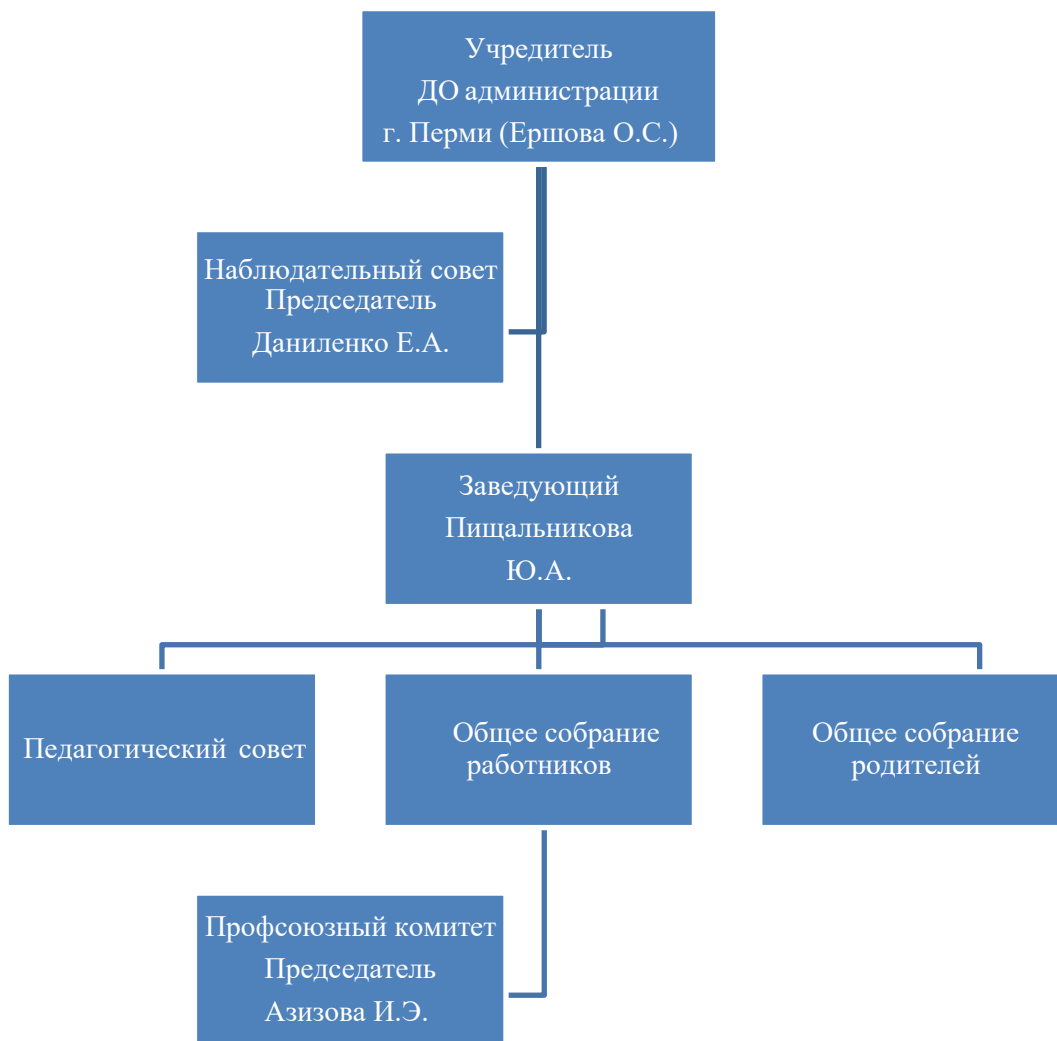 Учредитель
ДО администрации
г. Перми (Ершова О.С.)
Наблюдательный совет
Председатель
Даниленко Е.А.
Заведующий
Пищальникова
Ю.А.
Педагогический совет
Общее собрание
работников
Общее собрание
родителей
Профсоюзный комитет
Председатель
Азизова И.Э.